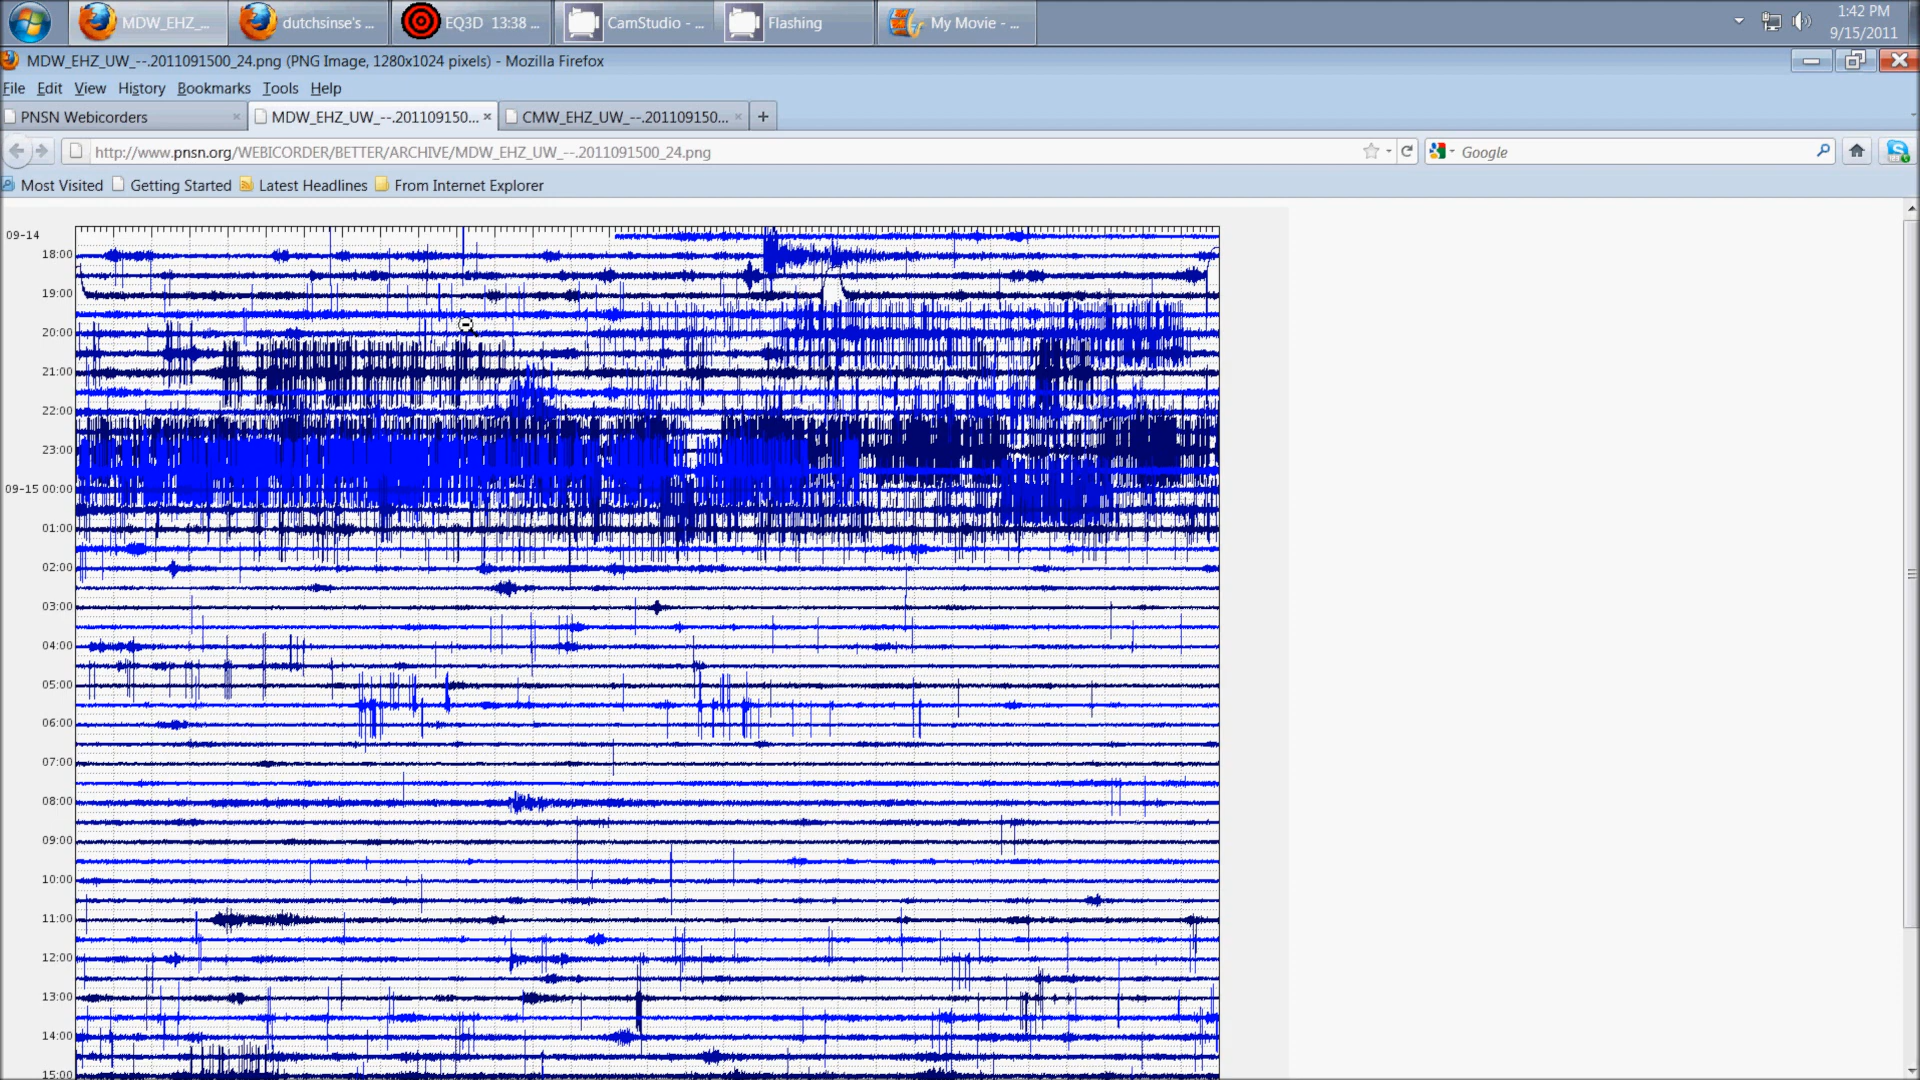 MDW_EHZ_...
dutchsinse's ...
EQ3D 13:38 ...
CamStudio - ...
Flashing
My Movie - ...
1:42 PM
9/15/2011
MDW_EHZ_UW_--.2011091500_24.png (PNG Image, 1280x1024 pixels) - Mozilla Firefox
File Edit View History Bookmarks Tools Help
PNSN Webicorders
MDW_EHZ_UW_--.201109150...
CMW_EHZ_UW_--.201109150...
http://www.pnsn.org/WEBICORDER/BETTER/ARCHIVE/MDW_EHZ_UW_--.2011091500_24.png
Google
Most Visited Getting Started Latest Headlines From Internet Explorer
09-14
18:00
19:00
20:00
21:00
22:00
23:00
09-15 00:00
01:00
02:00
03:00
04:00
05:00
06:00
07:00
08:00
09:00
10:00
11:00
12:00
13:00
14:00
15:00